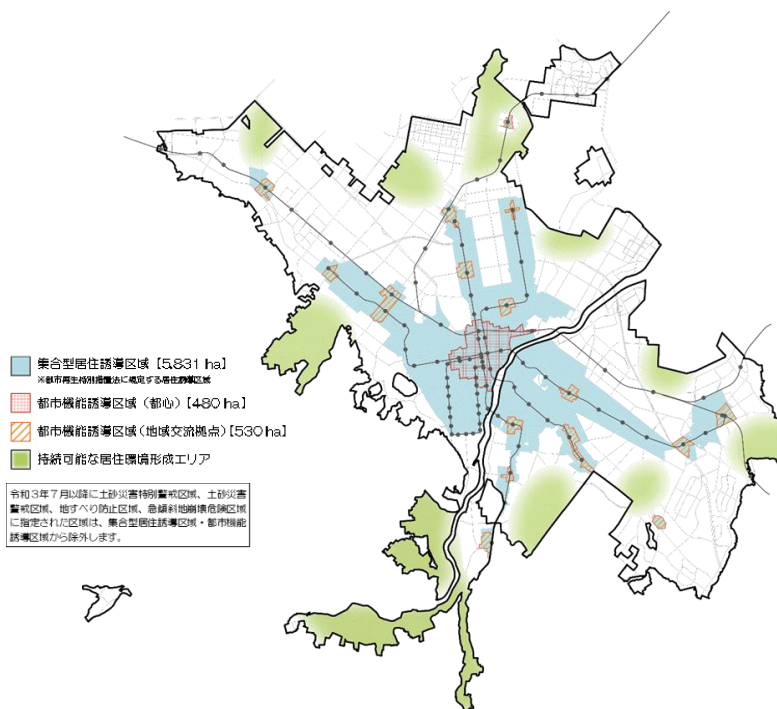 集合型居住誘導区域【5,831 ha】
※都市再生特別措置法に規定する居住誘導区域
都市機能誘導区域（都心）【480 ha】
都市機能誘導区域（地域交流拠点）【530 ha】
持続可能な居住環境形成エリア
令和3年7月以降に土砂災害特別警戒区域、土砂災害
警戒区域、地すべり防止区域、急傾斜地崩壊危険区域
に指定された区域は、集合型居住誘導区域・都市機能
誘導区域から除外します。